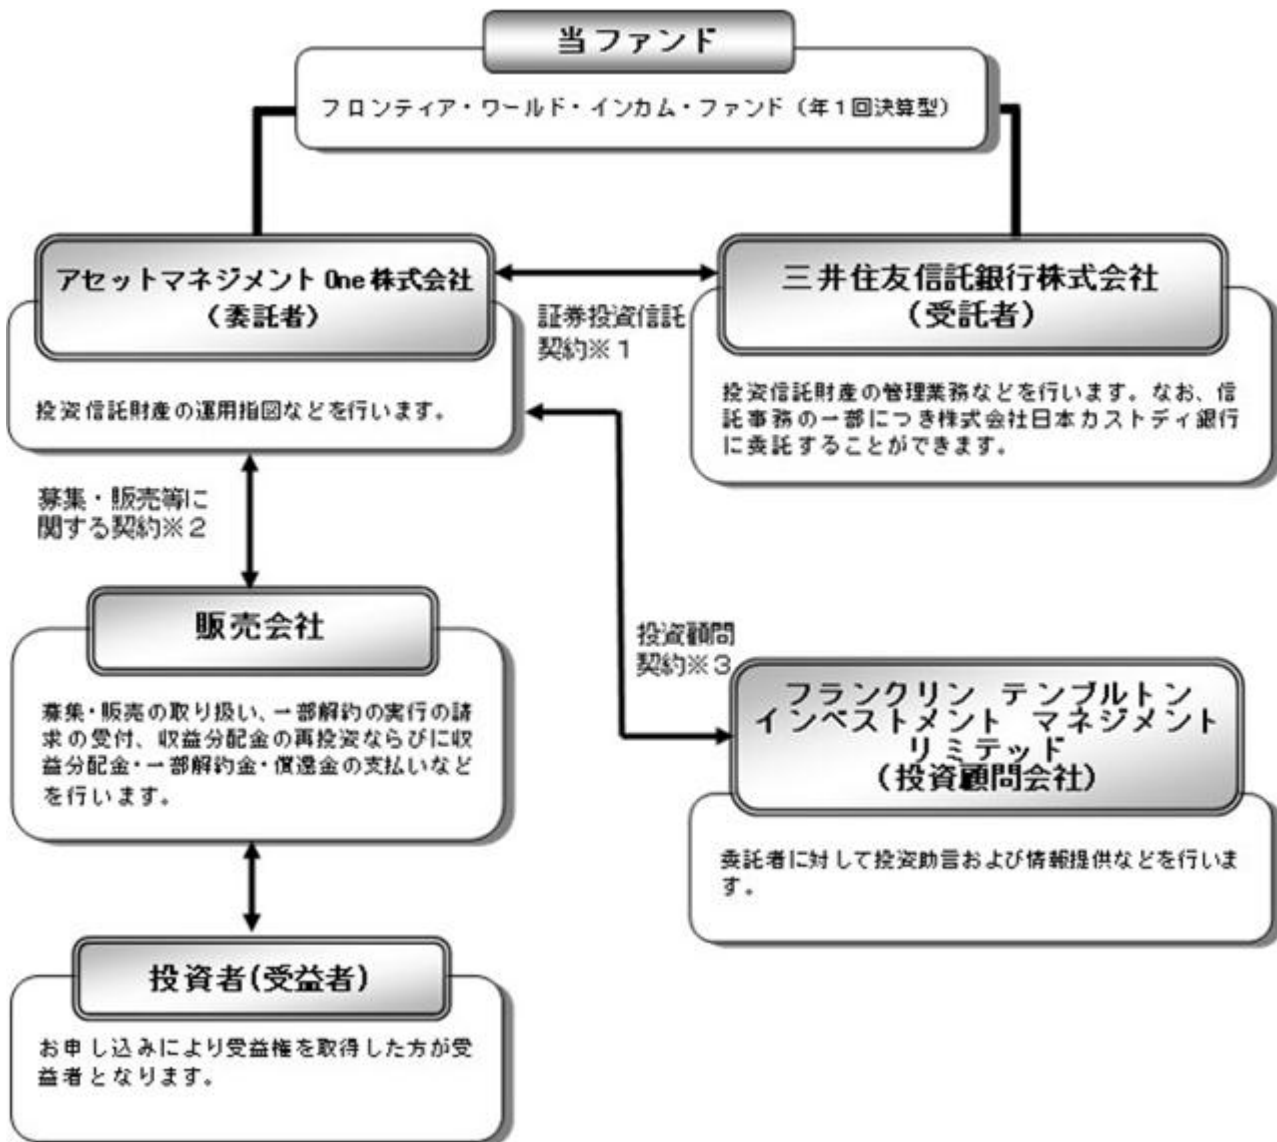 当ファンド
フロンティア・ワールド・インカム・ファンド（年１回決算型）
アセットマネジメント One 株式会社
（委託者）
投資信託財産の運用指図などを行います。
証券投資信託
契約※１
三井住友信託銀行株式会社
（受託者）
投資信託財産の管理業務などを行います。なお、信
託事務の一部につき株式会社日本カストディ銀行
に委託することができます。
募集・販売等に
関する契約※２
販売会社
募集・販売の取り扱い、一部解約の実行の請
求の受付、収益分配金の再投資ならびに収
益分配金・一部解約金・償還金の支払いなど
を行います。
投資顧問
契約※３
フランクリン テンプルトン
インベストメント マネジメント
リミテッド
（投資顧問会社）
委託者に対して投資助言および情報提供などを行いま
す。
投資者(受益者)
お申し込みにより受益権を取得した方が受
益者となります。